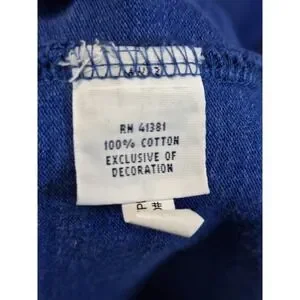 RN 41381
100% COTTON
EXCLUSIVE OF
DECORATION